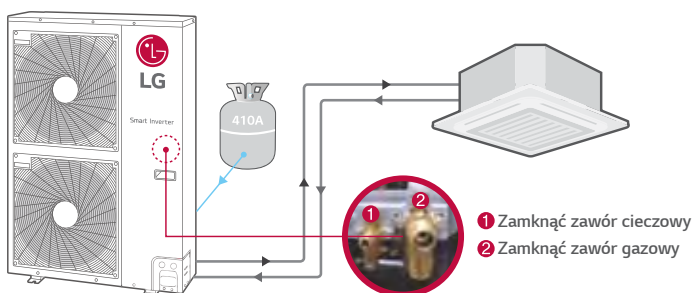 LG
Smart Inverter
410A
1 2
1 Zamknąć zawór cieczowy
2 Zamknąć zawór gazowy